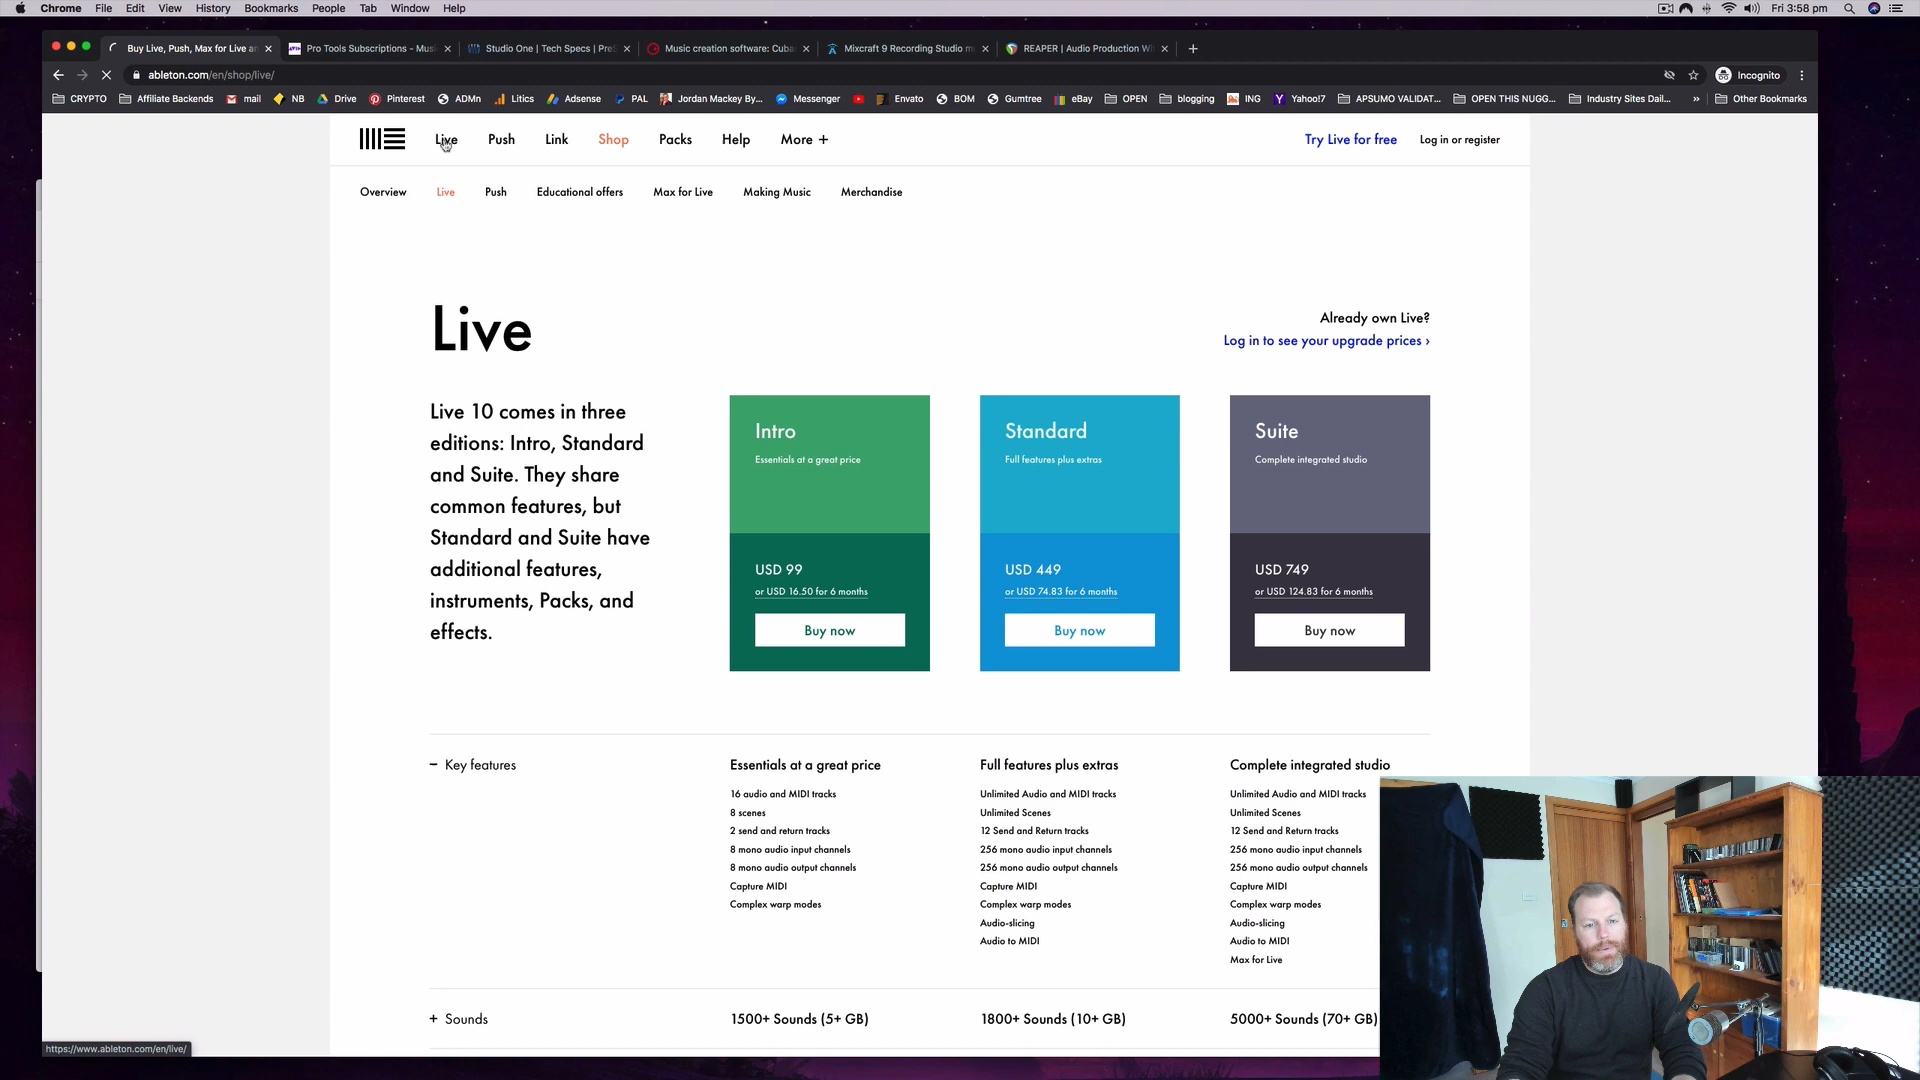 Chrome File Edit View History Bookmarks People Tab Window Help
Fri 3:58 pm
Buy Live, Push, Max for Live an
Pro Tools Subscriptions - Musi
Studio One | Tech Specs | PreS
Music creation software: Cuba
Mixcraft 9 Recording Studio m
REAPER | Audio Production Wi
ableton.com/en/shop/live/
Incognito
CRYPTO
Affiliate Backends
mail
NB
Drive
Pinterest
ADMn
Litics
Adsense
PAL
Jordan Mackey By...
Messenger
Envato
BOM
Gumtree
eBay
OPEN
blogging
ING
Yahoo!7
APSUMO VALIDAT...
OPEN THIS NUGG...
Industry Sites Dail...
»
Other Bookmarks
Live Push Link Shop Packs Help More +
Try Live for free
Log in or register
Overview Live Push Educational offers Max for Live Making Music Merchandise
Live
Already own Live?
Log in to see your upgrade prices ›
Live 10 comes in three
editions: Intro, Standard
and Suite. They share
common features, but
Standard and Suite have
additional features,
instruments, Packs, and
effects.
Intro
Essentials at a great price
USD 99
or USD 16.50 for 6 months
Buy now
Standard
Full features plus extras
USD 449
or USD 74.83 for 6 months
Buy now
Suite
Complete integrated studio
USD 749
or USD 124.83 for 6 months
Buy now
− Key features
Essentials at a great price
16 audio and MIDI tracks
8 scenes
2 send and return tracks
8 mono audio input channels
8 mono audio output channels
Capture MIDI
Complex warp modes
Full features plus extras
Unlimited Audio and MIDI tracks
Unlimited Scenes
12 Send and Return tracks
256 mono audio input channels
256 mono audio output channels
Capture MIDI
Complex warp modes
Audio-slicing
Audio to MIDI
Complete integrated studio
Unlimited Audio and MIDI tracks
Unlimited Scenes
12 Send and Return tracks
256 mono audio input channels
256 mono audio output channels
Capture MIDI
Complex warp modes
Audio-slicing
Audio to MIDI
Max for Live
+ Sounds
1500+ Sounds (5+ GB)
1800+ Sounds (10+ GB)
5000+ Sounds (70+ GB)
https://www.ableton.com/en/live/